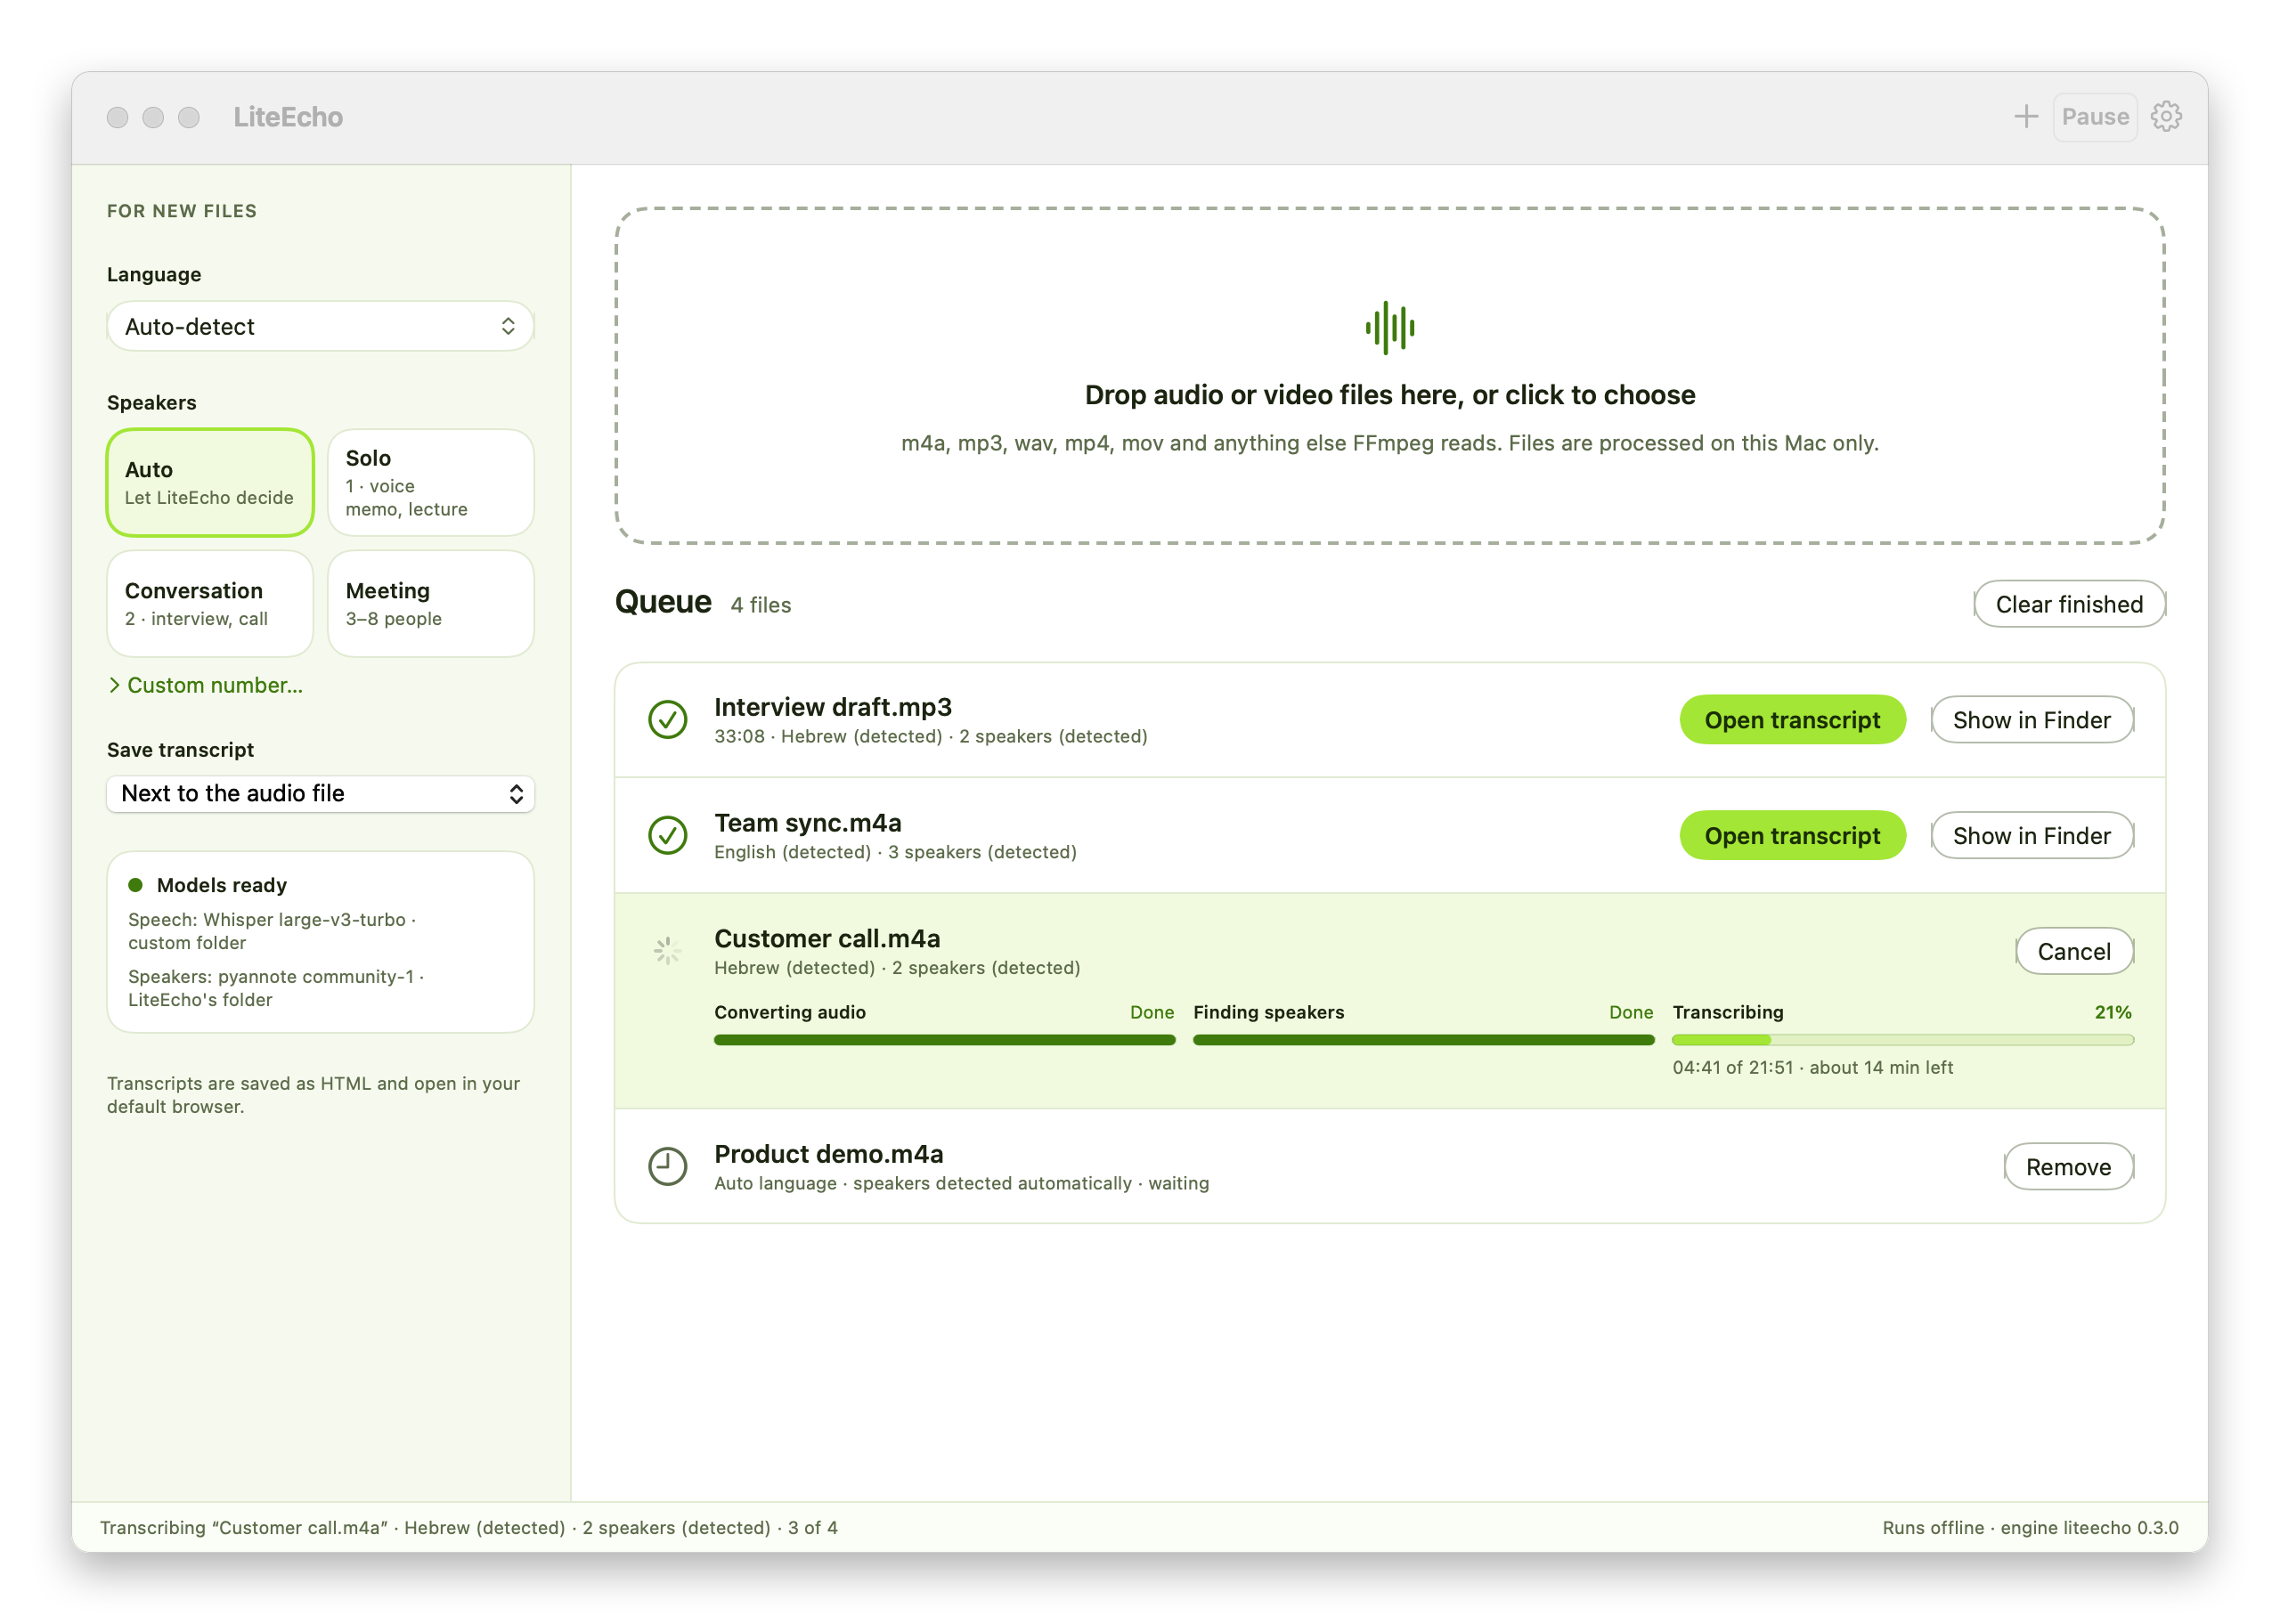 LiteEcho
Pause
FOR NEW FILES
Language
Auto-detect
Speakers
Auto
Let LiteEcho decide
Solo
1 · voice
memo, lecture
Conversation
2 · interview, call
Meeting
3–8 people
Custom number...
Save transcript
Next to the audio file
Models ready
Speech: Whisper large-v3-turbo ·
custom folder
Speakers: pyannote community-1 ·
LiteEcho's folder
Transcripts are saved as HTML and open in your
default browser.
Drop audio or video files here, or click to choose
m4a, mp3, wav, mp4, mov and anything else FFmpeg reads. Files are processed on this Mac only.
Queue 4 files
Clear finished
Interview draft.mp3
33:08 · Hebrew (detected) · 2 speakers (detected)
Open transcript
Show in Finder
Team sync.m4a
English (detected) · 3 speakers (detected)
Open transcript
Show in Finder
Customer call.m4a
Hebrew (detected) · 2 speakers (detected)
Cancel
Converting audio Done
Finding speakers Done
Transcribing 21%
04:41 of 21:51 · about 14 min left
Product demo.m4a
Auto language · speakers detected automatically · waiting
Remove
Transcribing “Customer call.m4a” · Hebrew (detected) · 2 speakers (detected) · 3 of 4
Runs offline · engine liteecho 0.3.0